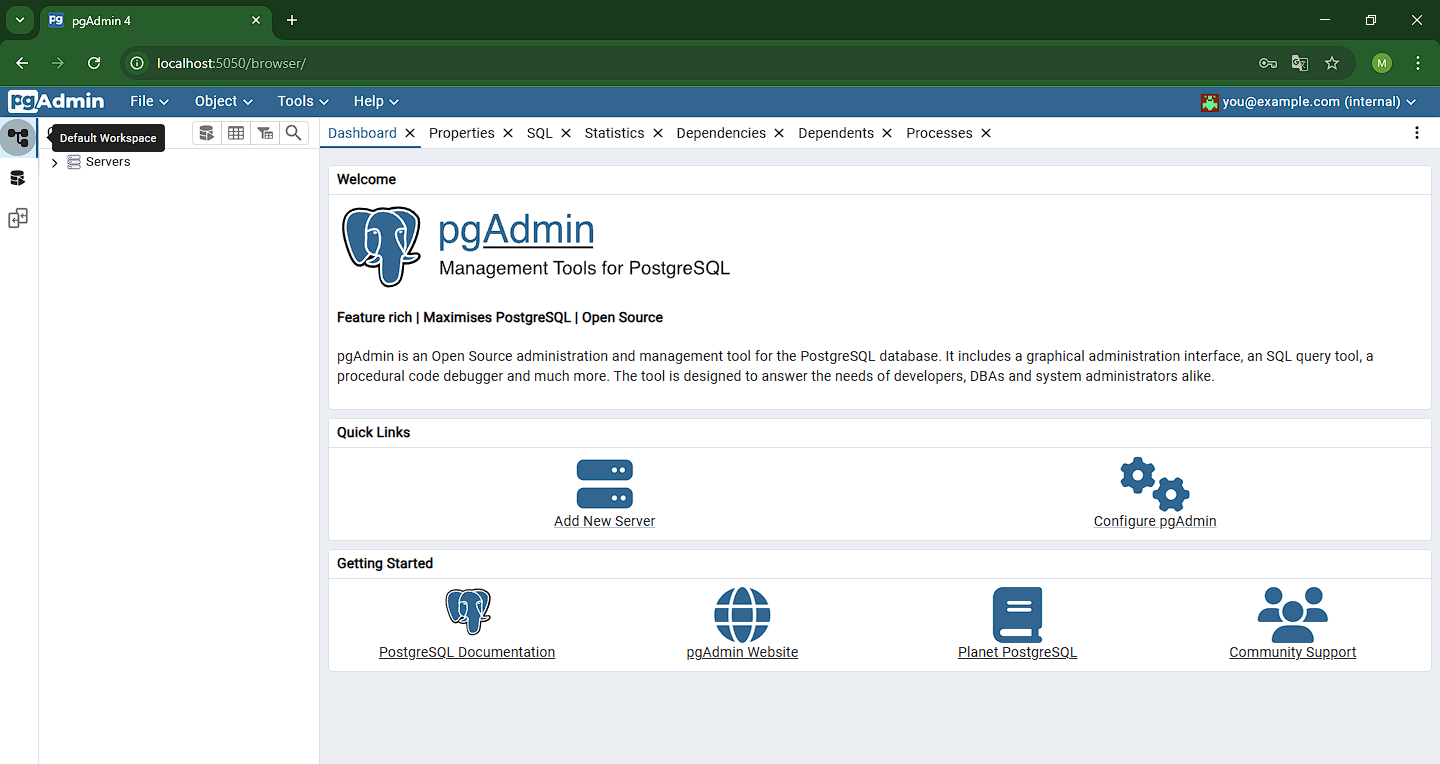 pg pgAdmin 4
localhost:5050/browser/
M
pgAdmin File Object Tools Help you@example.com (internal)
Default Workspace
Dashboard Properties SQL Statistics Dependencies Dependents Processes
Servers
Welcome
pgAdmin
Management Tools for PostgreSQL
Feature rich | Maximises PostgreSQL | Open Source
pgAdmin is an Open Source administration and management tool for the PostgreSQL database. It includes a graphical administration interface, an SQL query tool, a
procedural code debugger and much more. The tool is designed to answer the needs of developers, DBAs and system administrators alike.
Quick Links
Add New Server Configure pgAdmin
Getting Started
PostgreSQL Documentation pgAdmin Website Planet PostgreSQL Community Support